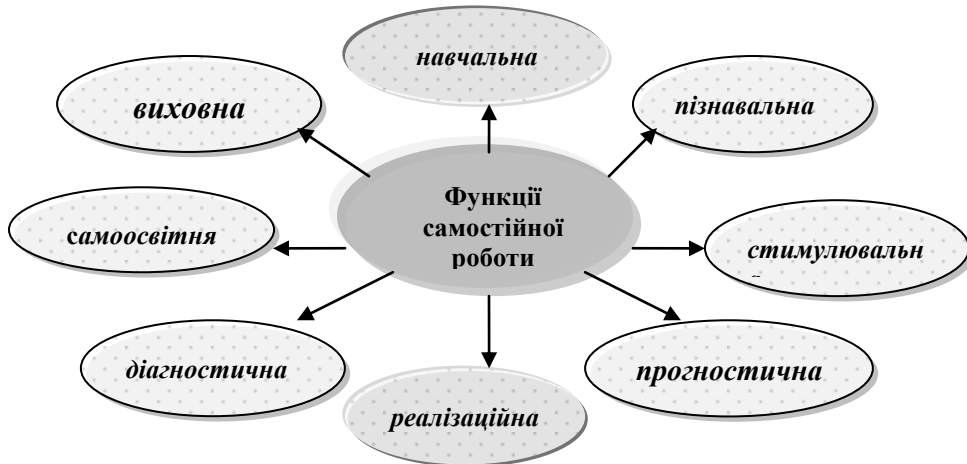 навчальна
виховна
пізнавальна
Функції
самостійної
роботи
самоосвітня
стимулювальн
діагностична
прогностична
реалізаційна